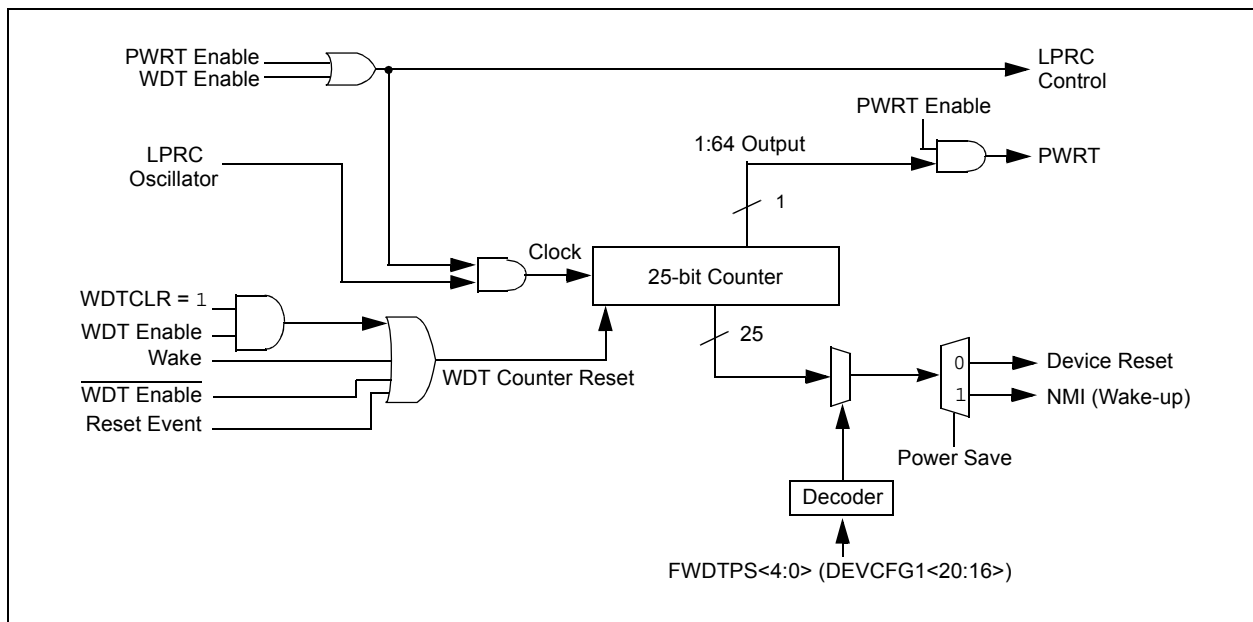 PWRT Enable
WDT Enable
LPRC
Control
PWRT Enable
1:64 Output
PWRT
LPRC
Oscillator
1
Clock
25-bit Counter
WDTCLR = 1
WDT Enable
Wake
25
WDT Counter Reset
WDT Enable
Reset Event
0
Device Reset
1
NMI (Wake-up)
Power Save
Decoder
FWDTPS<4:0> (DEVCFG1<20:16>)